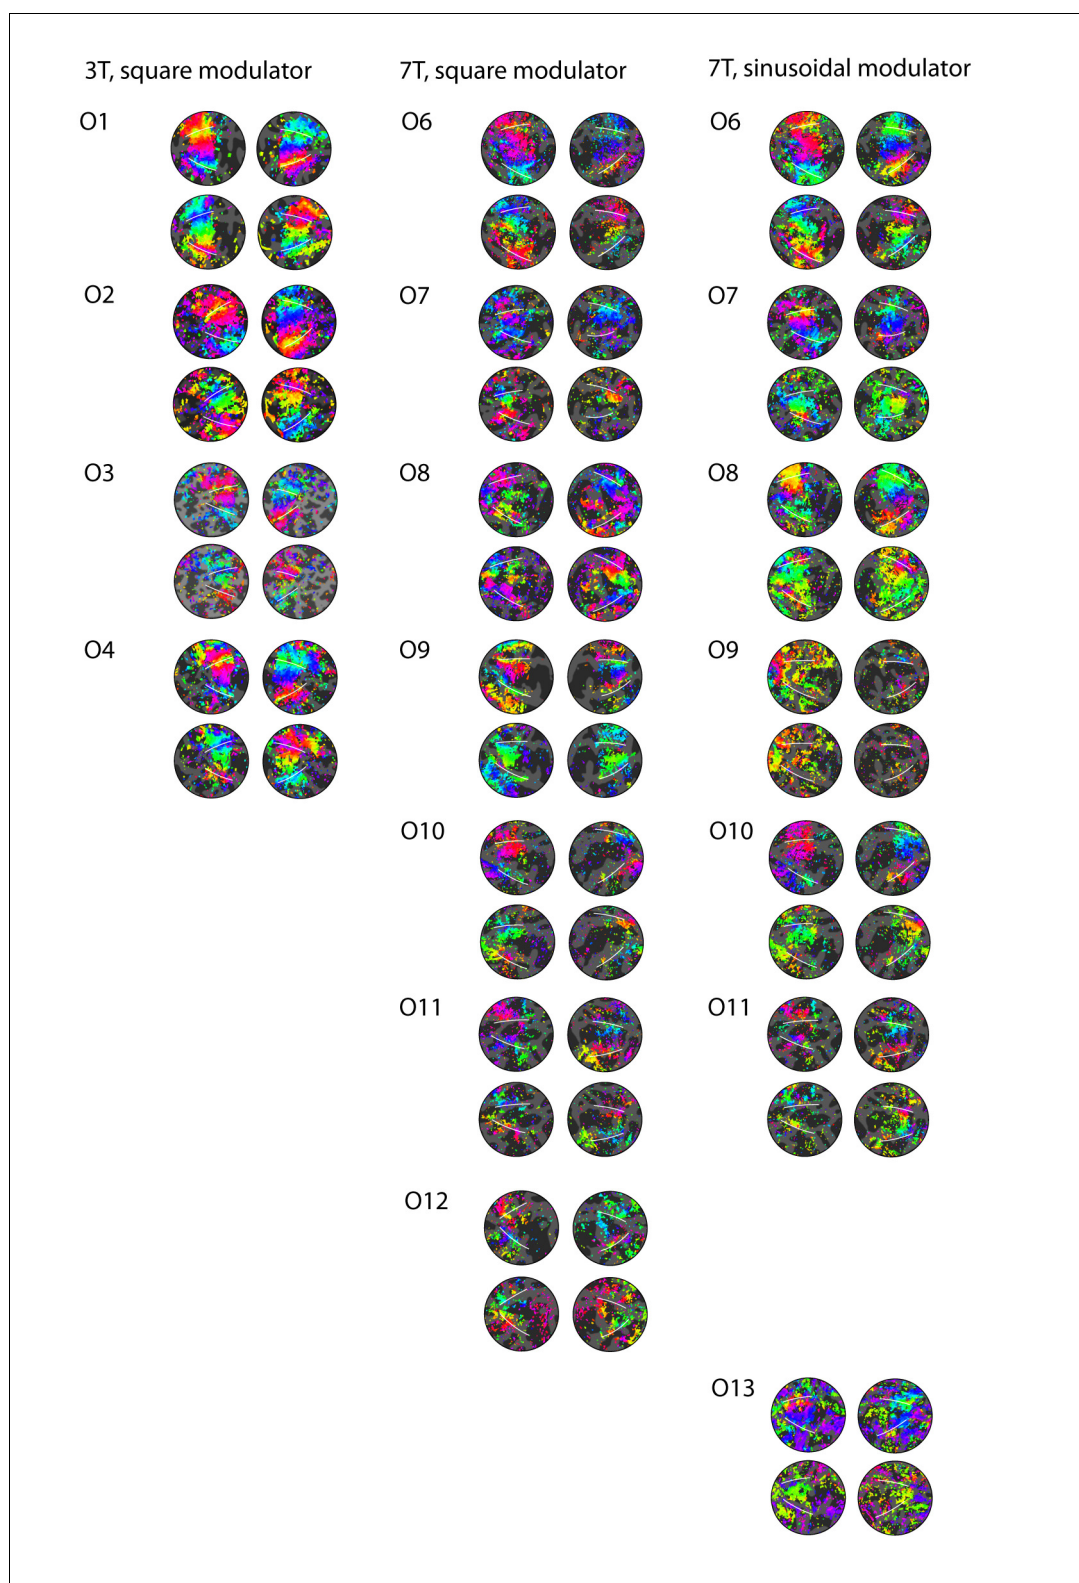 3T, square modulator
7T, square modulator
7T, sinusoidal modulator
O1
O6
O6
O2
O7
O7
O3
O8
O8
O4
O9
O9
O10
O10
O11
O11
O12
O13